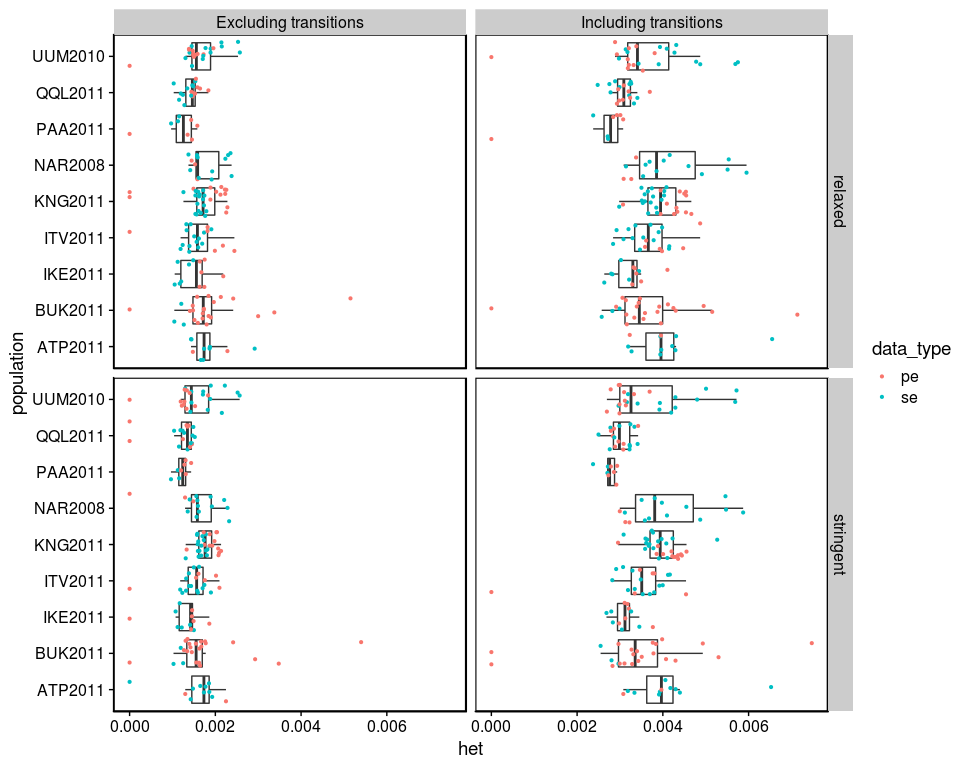 Excluding transitions
Including transitions
population
UUM2010
QQL2011
PAA2011
NAR2008
KNG2011
ITV2011
IKE2011
BUK2011
ATP2011
relaxed
UUM2010
QQL2011
PAA2011
NAR2008
KNG2011
ITV2011
IKE2011
BUK2011
ATP2011
stringent
0.000 0.002 0.004 0.006
0.000 0.002 0.004 0.006
het
data_type
pe
se